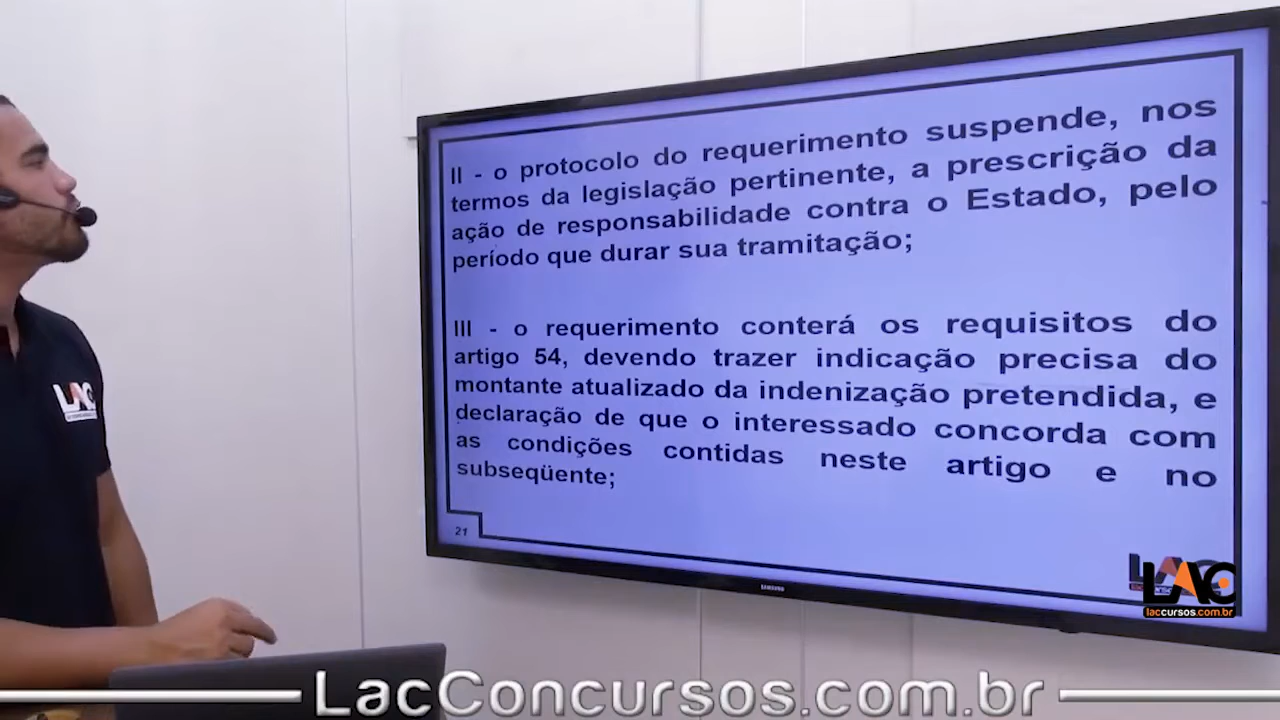 II - o protocolo do requerimento suspende, nos
termos da legislação pertinente, a prescrição da
ação de responsabilidade contra o Estado, pelo
período que durar sua tramitação;
III - o requerimento conterá os requisitos do
artigo 54, devendo trazer indicação precisa do
montante atualizado da indenização pretendida, e
declaração de que o interessado concorda com
as condições contidas neste artigo e no
subseqüente;
21
SAMSUNG
LAC
LAC
laccursos.com.br
LacConcursos.com.br